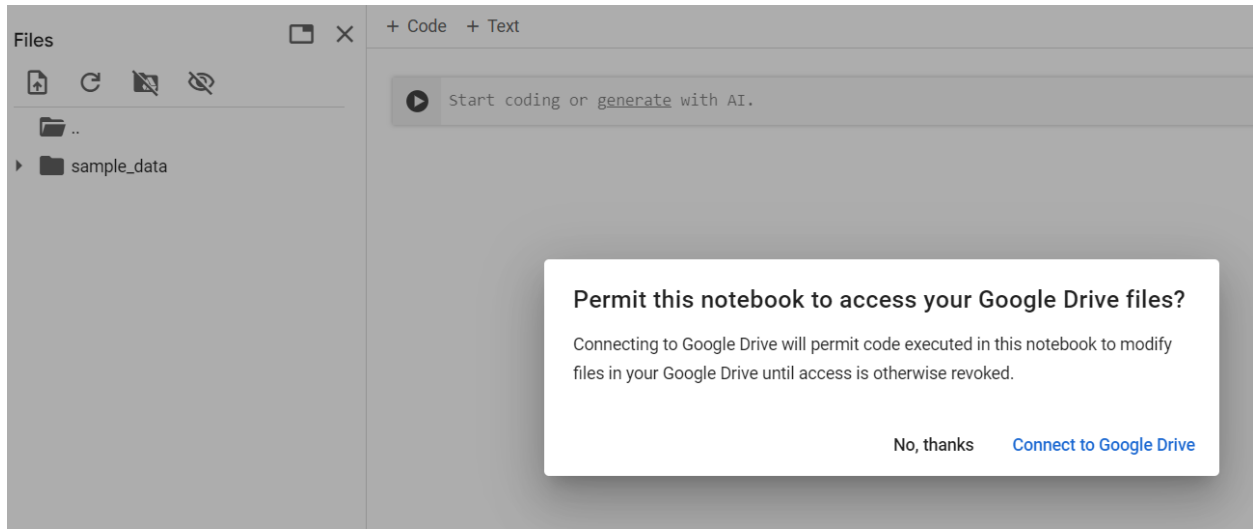 Files
+ Code + Text
Start coding or generate with AI.
..
sample_data
Permit this notebook to access your Google Drive files?
Connecting to Google Drive will permit code executed in this notebook to modify
files in your Google Drive until access is otherwise revoked.
No, thanks
Connect to Google Drive